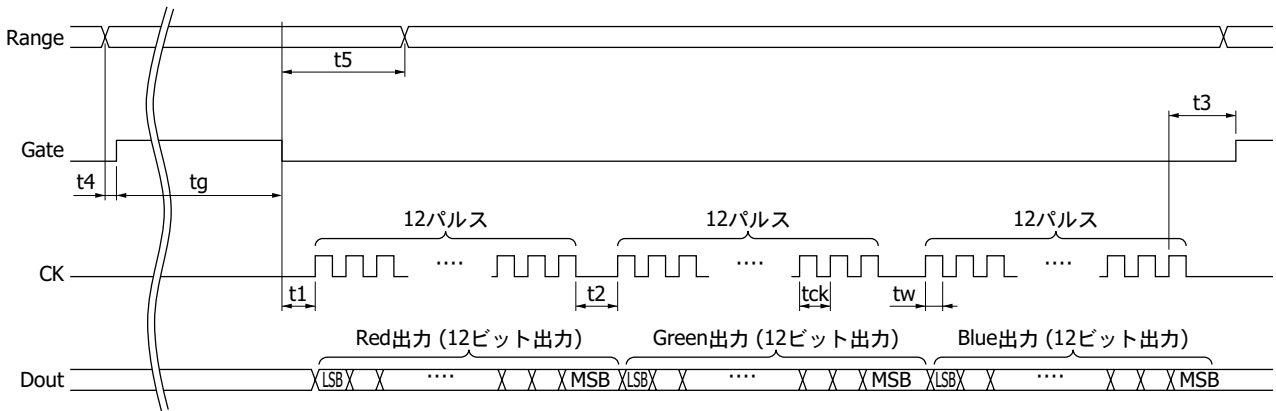 Range
t5
t3
Gate
t4
tg
12パルス
12パルス
12パルス
CK
····
····
····
t1
t2
tck
tw
Red出力 (12ビット出力)
Green出力 (12ビット出力)
Blue出力 (12ビット出力)
Dout
LSB
····
MSB
LSB
····
MSB
LSB
····
MSB